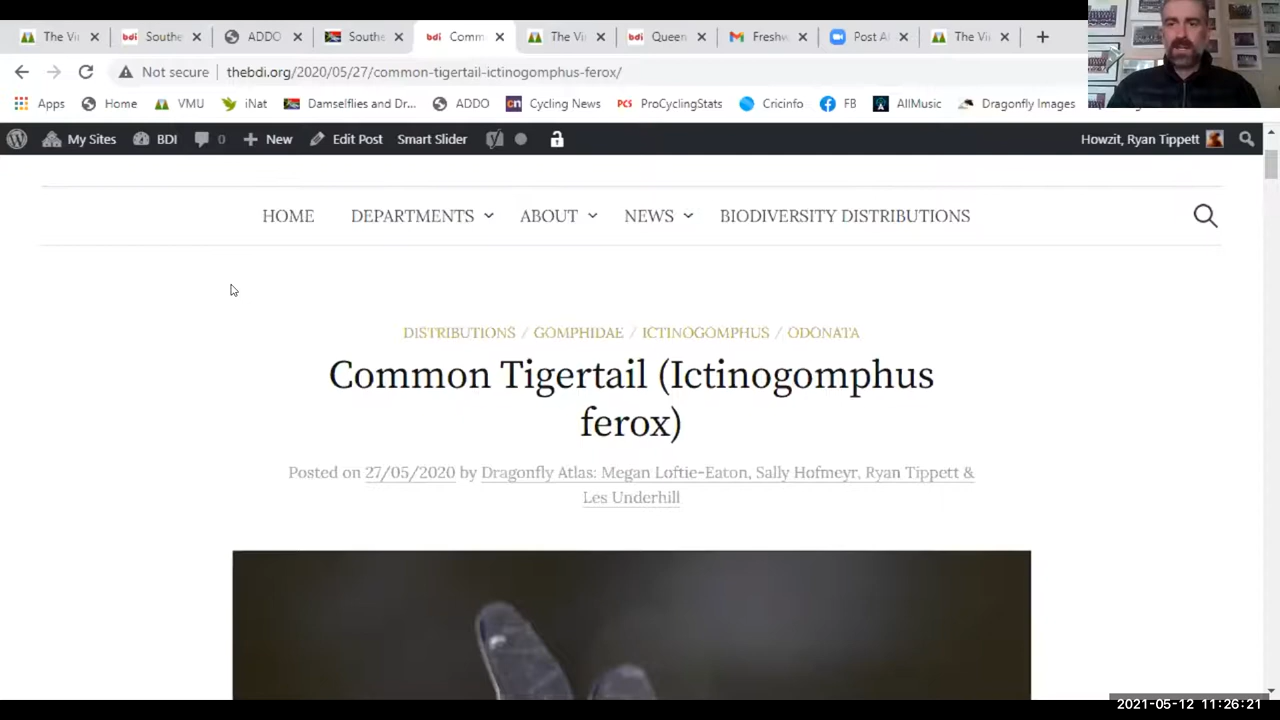 The Vi
Southe
ADDO
South
Comm
The Vi
Queen
Freshw
Post A
The Vi
Not secure
thebdi.org/2020/05/27/common-tigertail-ictinogomphus-ferox/
Apps
Home
VMU
iNat
Damselflies and Dr...
ADDO
Cycling News
PCS ProCyclingStats
Cricinfo
FB
AllMusic
Dragonfly Images
My Sites
BDI
0
New
Edit Post
Smart Slider
Howzit, Ryan Tippett
HOME
DEPARTMENTS
ABOUT
NEWS
BIODIVERSITY DISTRIBUTIONS
DISTRIBUTIONS / GOMPHIDAE / ICTINOGOMPHUS / ODONATA
Common Tigertail (Ictinogomphus
ferox)
Posted on 27/05/2020 by Dragonfly Atlas: Megan Loftie-Eaton, Sally Hofmeyr, Ryan Tippett &
Les Underhill
2021-05-12 11:26:21